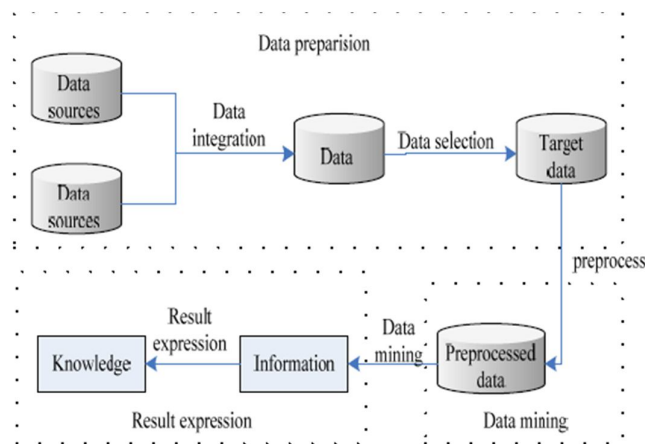 Data preparision
Data
sources
Data
integration
Data
Data selection
Target
data
Data
sources
preprocess
Result
expression
Data
mining
Knowledge
Information
Preprocessed
data
Result expression
Data mining